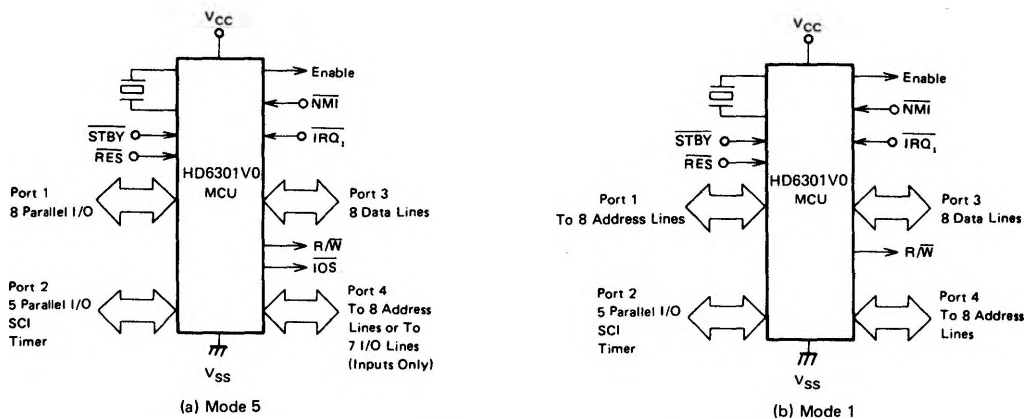 VCC
Enable
NMI
STBY
IRQ1
RES
HD6301V0
MCU
Port 1
8 Parallel I/O
Port 3
8 Data Lines
R/W
IOS
Port 2
5 Parallel I/O
SCI
Timer
Port 4
To 8 Address
Lines or To
7 I/O Lines
(Inputs Only)
VSS
(a) Mode 5
VCC
Enable
NMI
STBY
IRQ1
RES
HD6301V0
MCU
Port 1
To 8 Address Lines
Port 3
8 Data Lines
R/W
Port 2
5 Parallel I/O
SCI
Timer
Port 4
To 8 Address
Lines
VSS
(b) Mode 1